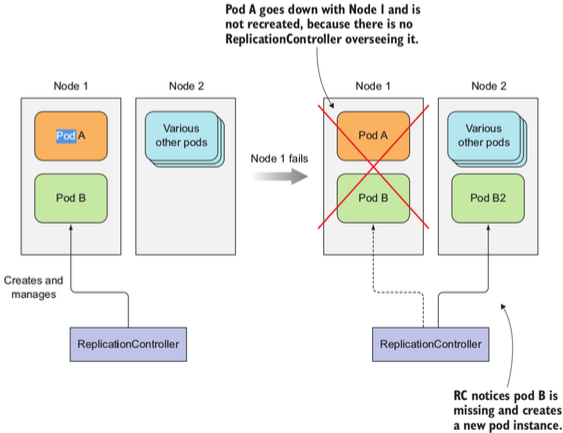 Pod A goes down with Node 1 and is
not recreated, because there is no
ReplicationController overseeing it.
Node 1
Node 2
Pod A
Various
other pods
Pod B
Creates and
manages
ReplicationController
Node 1 fails
Node 1
Node 2
Pod A
Various
other pods
Pod B
Pod B2
ReplicationController
RC notices pod B is
missing and creates
a new pod instance.